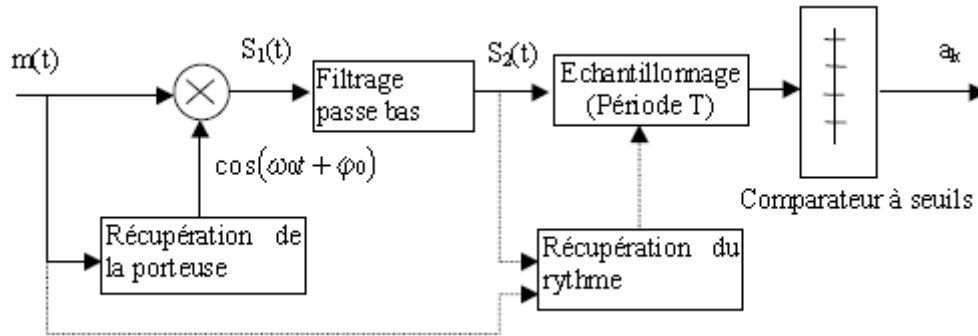 m(t)
S₁(t)
Filtrage
passe bas
S₂(t)
Echantillonnage
(Période T)
aₖ
cos(ω₀t + φ₀)
Comparateur à seuils
Récupération de
la porteuse
Récupération du
rythme